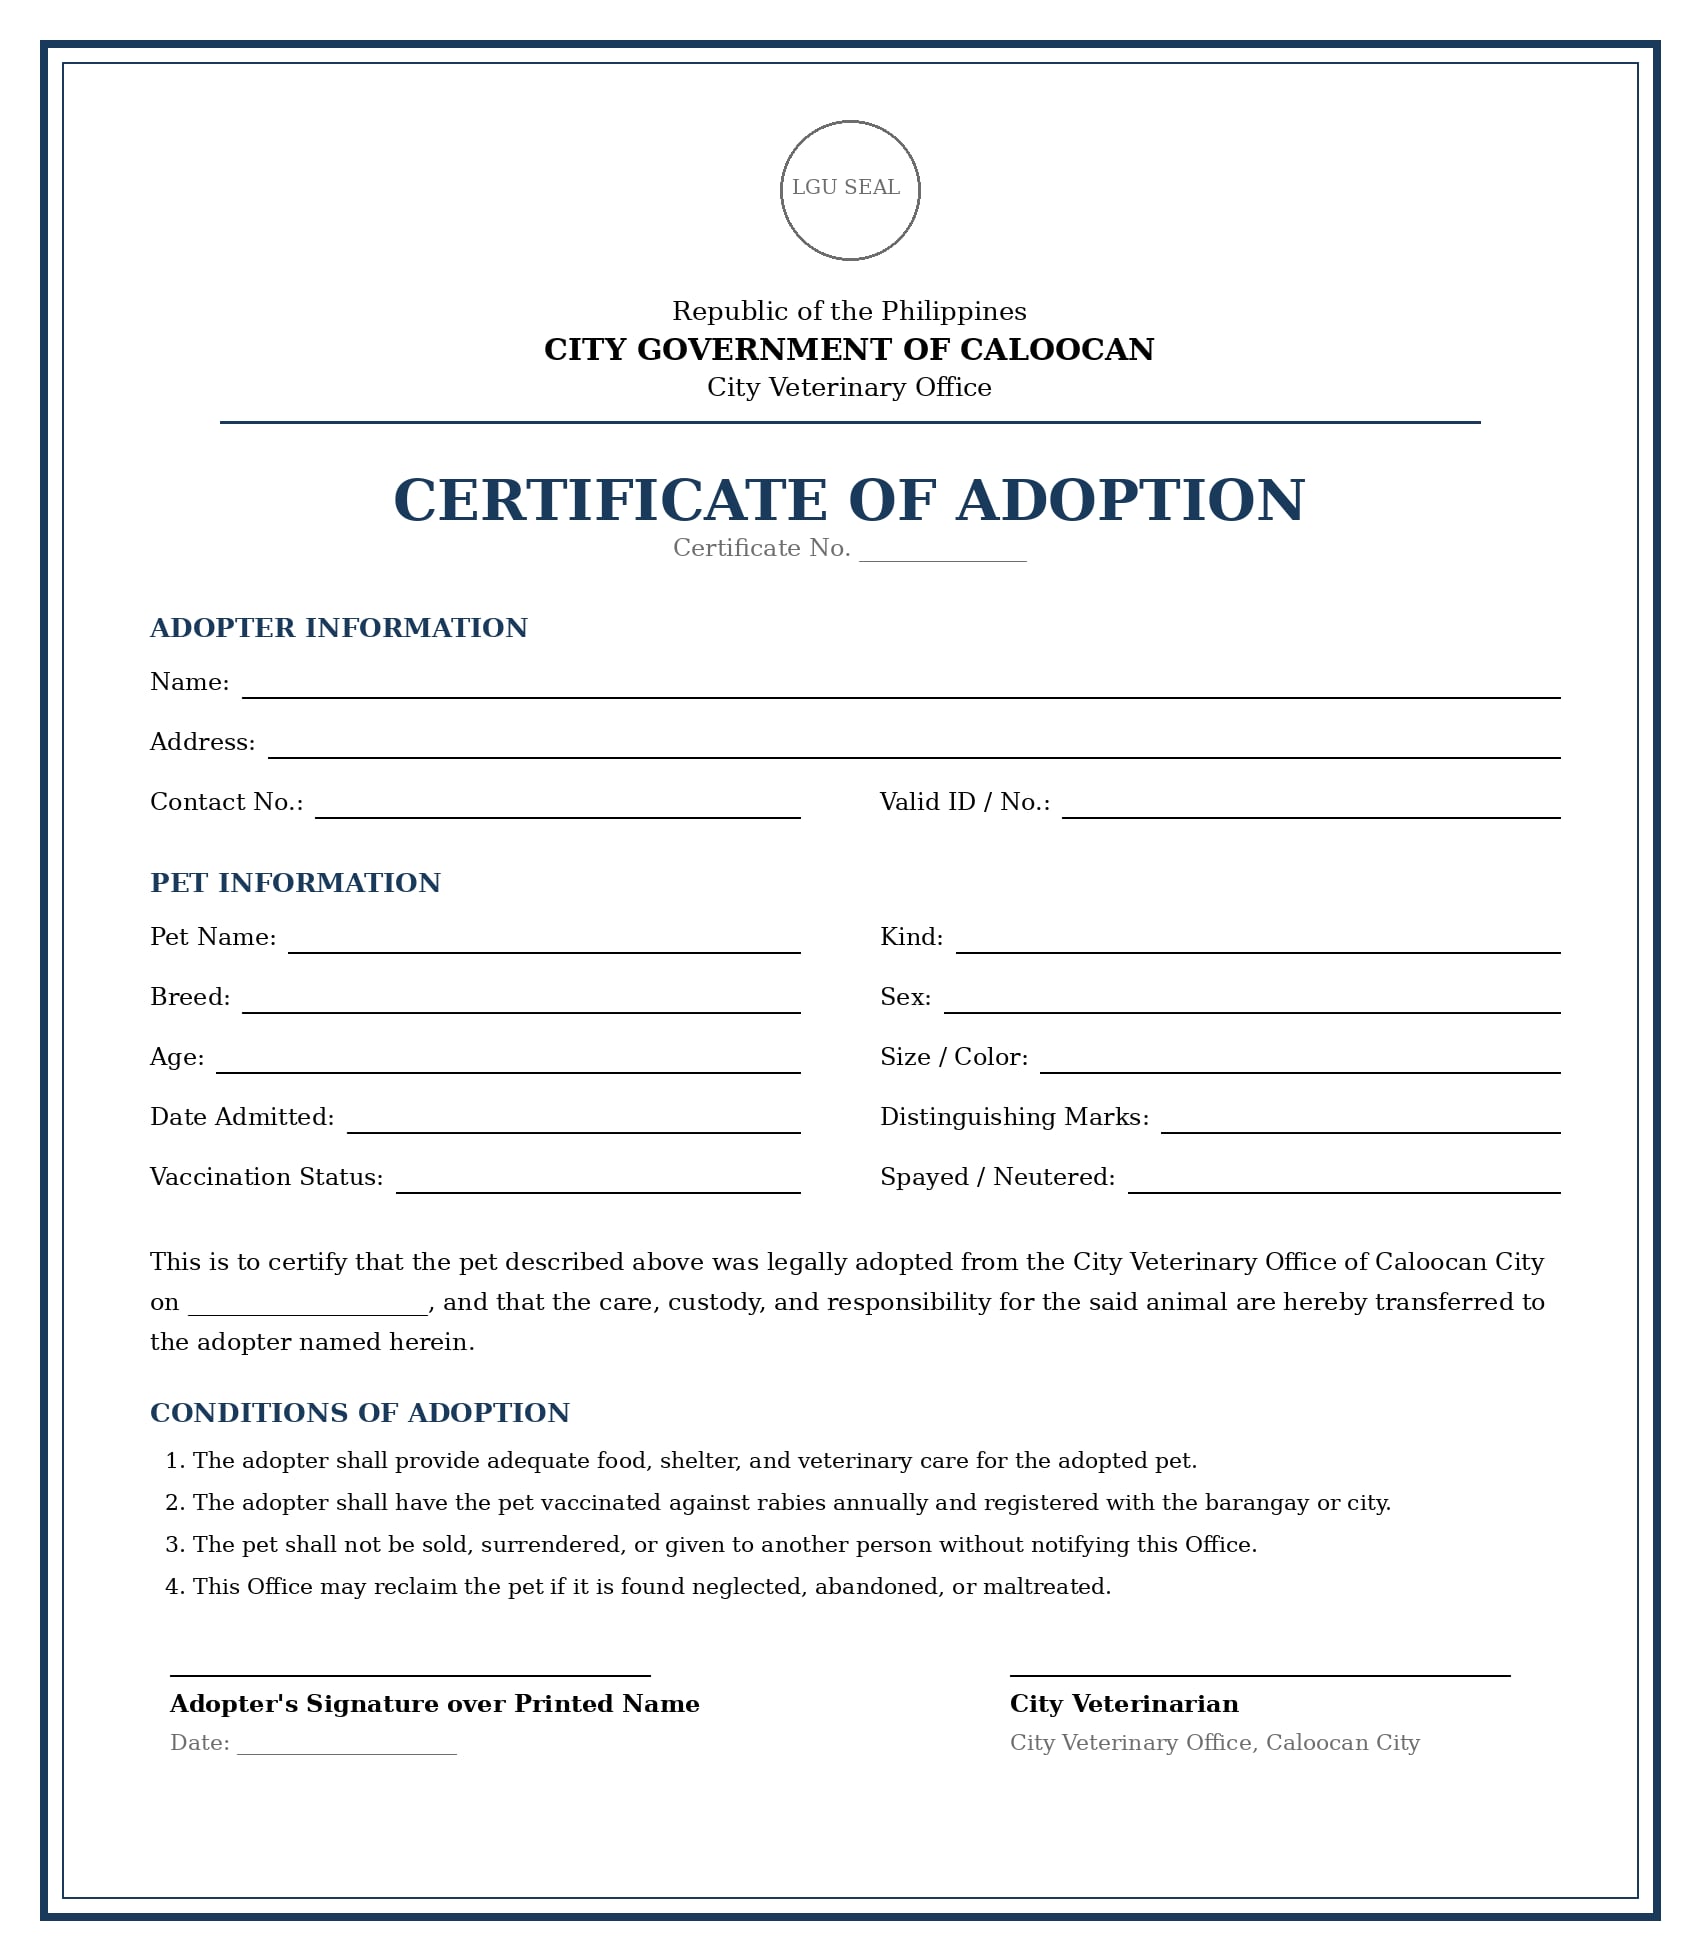 LGU SEAL
Republic of the Philippines
CITY GOVERNMENT OF CALOOCAN
City Veterinary Office
CERTIFICATE OF ADOPTION
Certificate No. ______________
ADOPTER INFORMATION
Name:
Address:
Contact No.: Valid ID / No.:
PET INFORMATION
Pet Name: Kind:
Breed: Sex:
Age: Size / Color:
Date Admitted: Distinguishing Marks:
Vaccination Status: Spayed / Neutered:
This is to certify that the pet described above was legally adopted from the City Veterinary Office of Caloocan City
on ____________________, and that the care, custody, and responsibility for the said animal are hereby transferred to
the adopter named herein.
CONDITIONS OF ADOPTION
1. The adopter shall provide adequate food, shelter, and veterinary care for the adopted pet.
2. The adopter shall have the pet vaccinated against rabies annually and registered with the barangay or city.
3. The pet shall not be sold, surrendered, or given to another person without notifying this Office.
4. This Office may reclaim the pet if it is found neglected, abandoned, or maltreated.
Adopter's Signature over Printed Name City Veterinarian
Date: ____________________ City Veterinary Office, Caloocan City